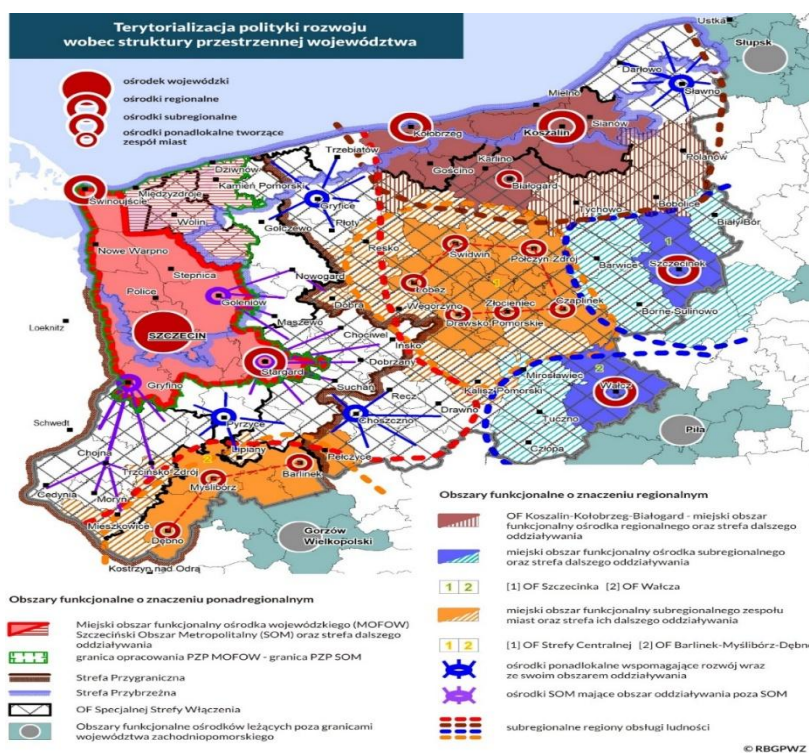 Terytorializacja polityki rozwoju
wobec struktury przestrzennej województwa
ośrodek wojewódzki
ośrodki regionalne
ośrodki subregionalne
ośrodki ponadlokalne tworzące
zespół miast
Ustka
Słupsk
Darłowo
Sławno
Mielno
Sianów
Koszalin
Kołobrzeg
Polanów
Trzebiatów
Dziwnów
Kamień Pomorski
Międzyzdroje
Świnoujście
Wolin
Gościno
Karlino
Białogard
Gryfice
Tychowo
Bobolice
Biały Bór
Płoty
Golczewo
Resko
Świdwin
Połczyn Zdrój
1
Szczecinek
Barwice
Nowe Warpno
Stepnica
Police
Nowogard
Goleniów
Łobez
3
Węgorzyno
Złocieniec
Czaplinek
Drawsko Pomorskie
Borne Sulinowo
Dobra
Maszewo
Loeknitz
SZCZECIN
Chociwel
Ińsko
Dobrzany
Stargard
Suchań
2
Mirosławiec
Wałcz
Kalisz Pomorski
Gryfino
Recz
Drawno
Choszczno
Tuczno
Człopa
Piła
Schwedt
Pyrzyce
Lipiany
Pełczyce
Chojna
Trzcińsko Zdrój
Barlinek
Myślibórz
Cedynia
Moryń
Mieszkowice
Dębno
Gorzów
Wielkopolski
Kostrzyn nad Odrą
Obszary funkcjonalne o znaczeniu ponadregionalnym
Miejski obszar funkcjonalny ośrodka wojewódzkiego (MOFOW)
Szczeciński Obszar Metropolitalny (SOM) oraz strefa dalszego
oddziaływania
granica opracowania PZP MOFOW - granica PZP SOM
Strefa Przygraniczna
Strefa Przybrzeżna
OF Specjalnej Strefy Włączenia
Obszary funkcjonalne ośrodków leżących poza granicami
województwa zachodniopomorskiego
Obszary funkcjonalne o znaczeniu regionalnym
OF Koszalin-Kołobrzeg-Białogard - miejski obszar
funkcjonalny ośrodka regionalnego oraz strefa dalszego
oddziaływania
miejski obszar funkcjonalny ośrodka subregionalnego
oraz strefa dalszego oddziaływania
1 2 [1] OF Szczecinka [2] OF Wałcza
miejski obszar funkcjonalny subregionalnego zespołu
miast oraz strefa ich dalszego oddziaływania
1 2 [1] OF Strefy Centralnej [2] OF Barlinek-Myślibórz-Dębno
ośrodki ponadlokalne wspomagające rozwój wraz
ze swoim obszarem oddziaływania
ośrodki SOM mające obszar oddziaływania poza SOM
subregionalne regiony obsługi ludności
© RBGPWZ